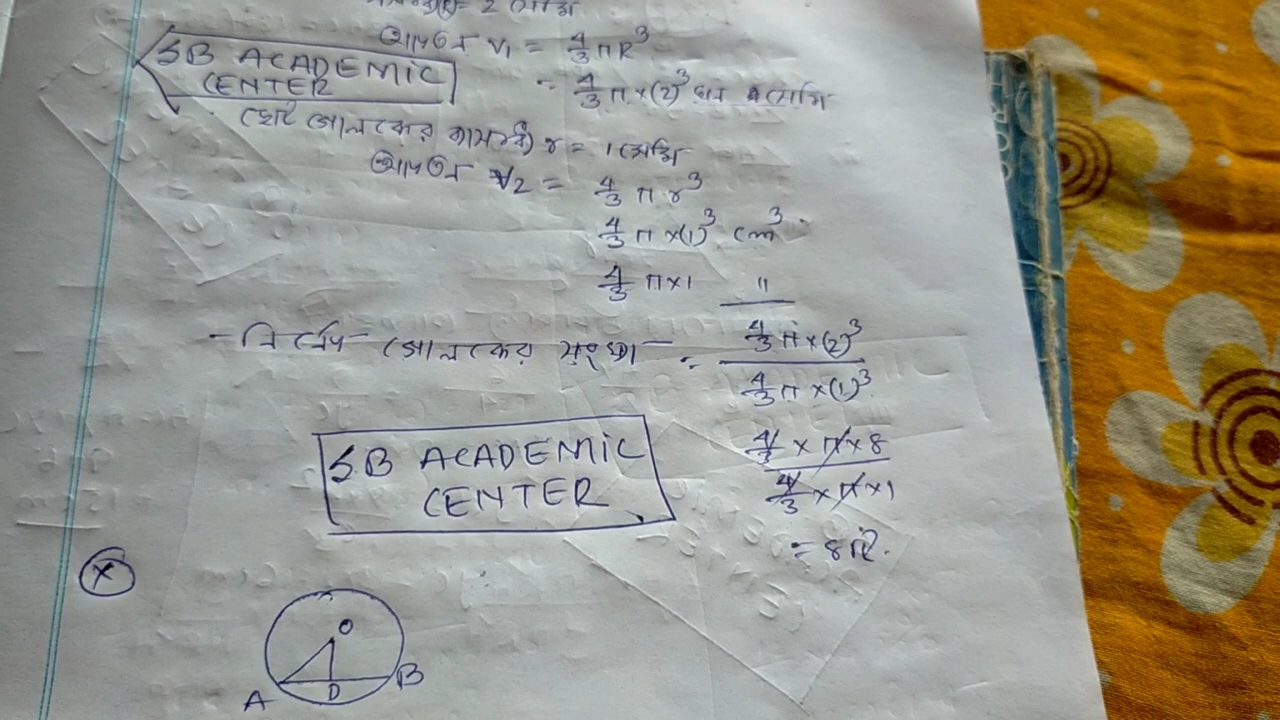 = 2 সেমি
আয়তন V₁ = 4/3 πR³
SB ACADEMIC
CENTER
= 4/3 π×(2)³ ঘন সেমি
ছোট গোলকের ব্যাসার্ধ r = 1 সেমি
আয়তন V2 = 4/3 π r³
4/3 π ×(1)³ cm³
4/3 π×1 "
নির্ণেয় গোলকের সংখ্যা = 4/3 π×(2)³ / 4/3 π ×(1)³
SB ACADEMIC
CENTER
4/3 × π × 8 / 4/3 × π × 1
= 8 টি.
x
O
A D B